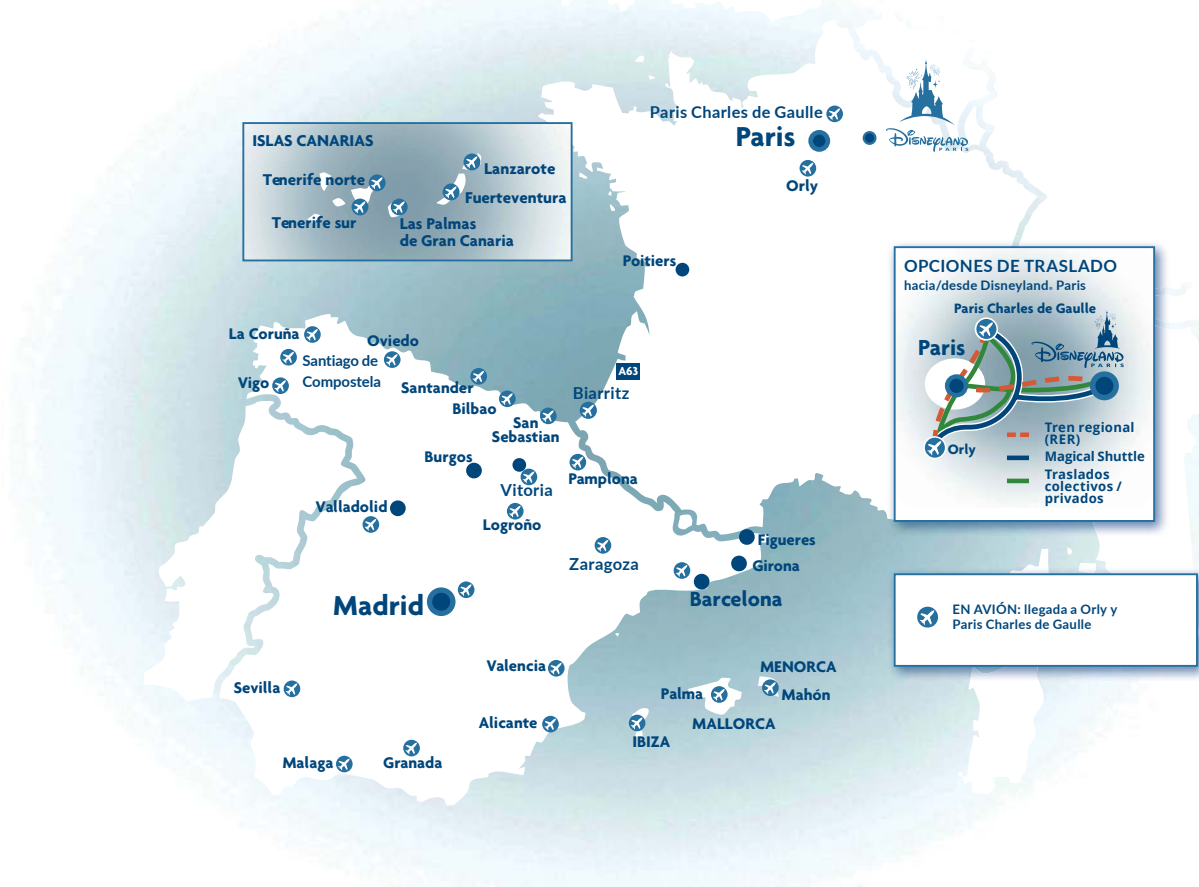 Paris Charles de Gaulle
Paris
DISNEYLAND
PARIS
Orly
ISLAS CANARIAS
Lanzarote
Tenerife norte
Fuerteventura
Tenerife sur
Las Palmas
de Gran Canaria
Poitiers
OPCIONES DE TRASLADO
hacia/desde Disneyland® Paris
Paris Charles de Gaulle
Paris
DISNEYLAND
PARIS
Orly
Tren regional
(RER)
Magical Shuttle
Traslados
colectivos /
privados
La Coruña
Oviedo
Santiago de
Compostela
Vigo
A63
Santander
Biarritz
Bilbao
San
Sebastian
Burgos
Pamplona
Vitoria
Valladolid
Logroño
Figueres
Zaragoza
Girona
Barcelona
Madrid
EN AVIÓN: llegada a Orly y
Paris Charles de Gaulle
Valencia
MENORCA
Sevilla
Palma
Mahón
Alicante
MALLORCA
IBIZA
Malaga
Granada